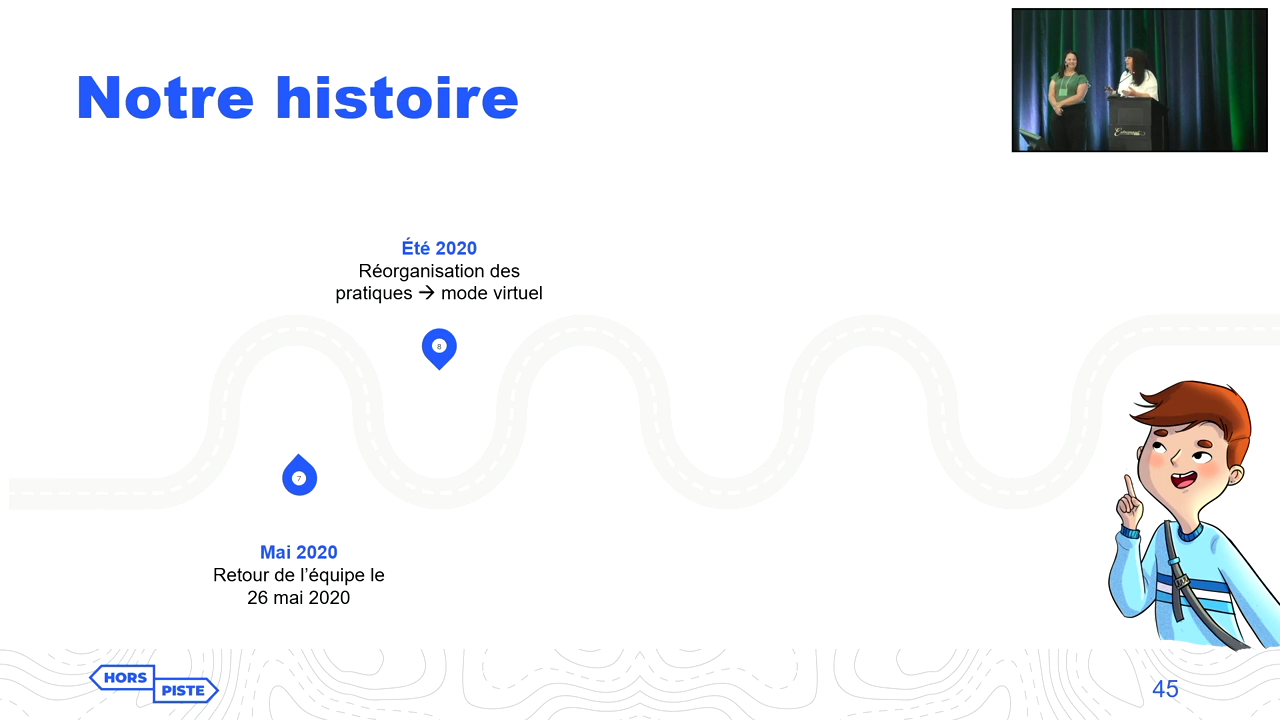 Notre histoire
Été 2020
Réorganisation des
pratiques → mode virtuel
8
7
Mai 2020
Retour de l'équipe le
26 mai 2020
HORS
PISTE
45